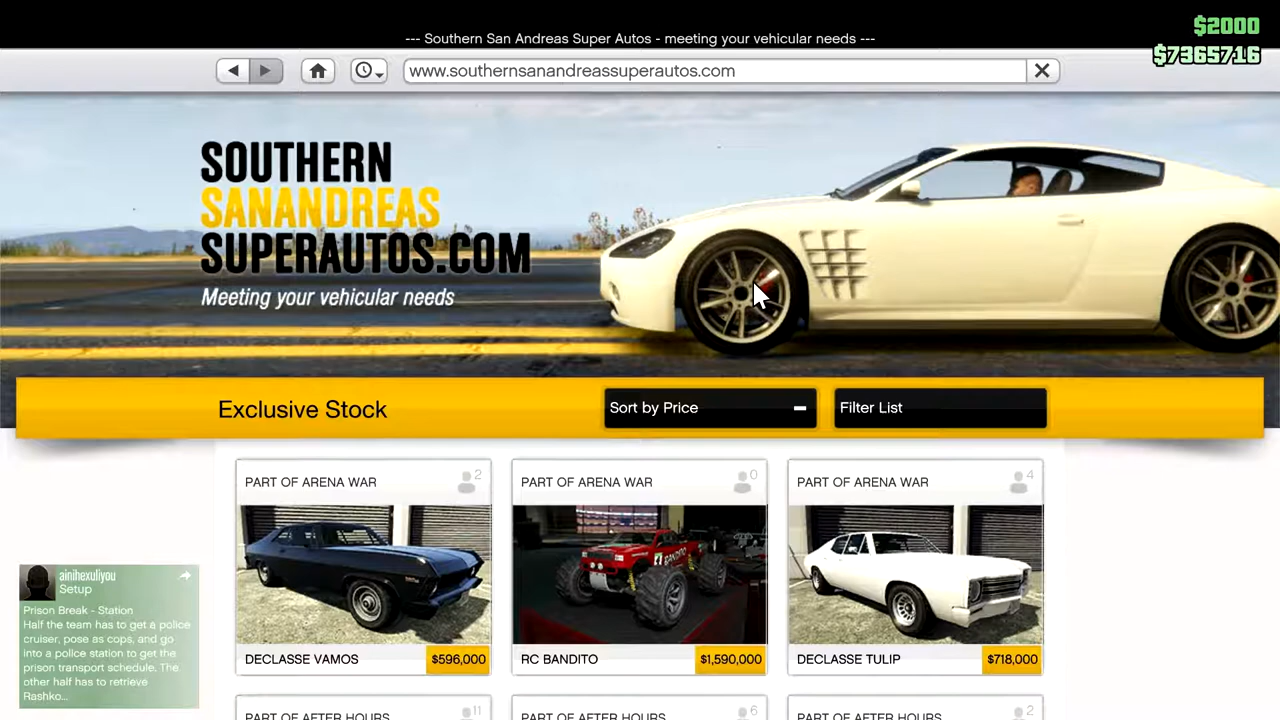 --- Southern San Andreas Super Autos - meeting your vehicular needs ---
$2000
$7365716
www.southernsanandreassuperautos.com
SOUTHERN
SANANDREAS
SUPERAUTOS.COM
Meeting your vehicular needs
Exclusive Stock
Sort by Price
Filter List
PART OF ARENA WAR 2
PART OF ARENA WAR 0
PART OF ARENA WAR 4
BANDITO
DECLASSE VAMOS $596,000
RC BANDITO $1,590,000
DECLASSE TULIP $718,000
ainihexuliyou
Setup
Prison Break - Station
Half the team has to get a police
cruiser, pose as cops, and go
into a police station to get the
prison transport schedule. The
other half has to retrieve
Rashko...
PART OF AFTER HOURS 11
PART OF AFTER HOURS 6
PART OF AFTER HOURS 2